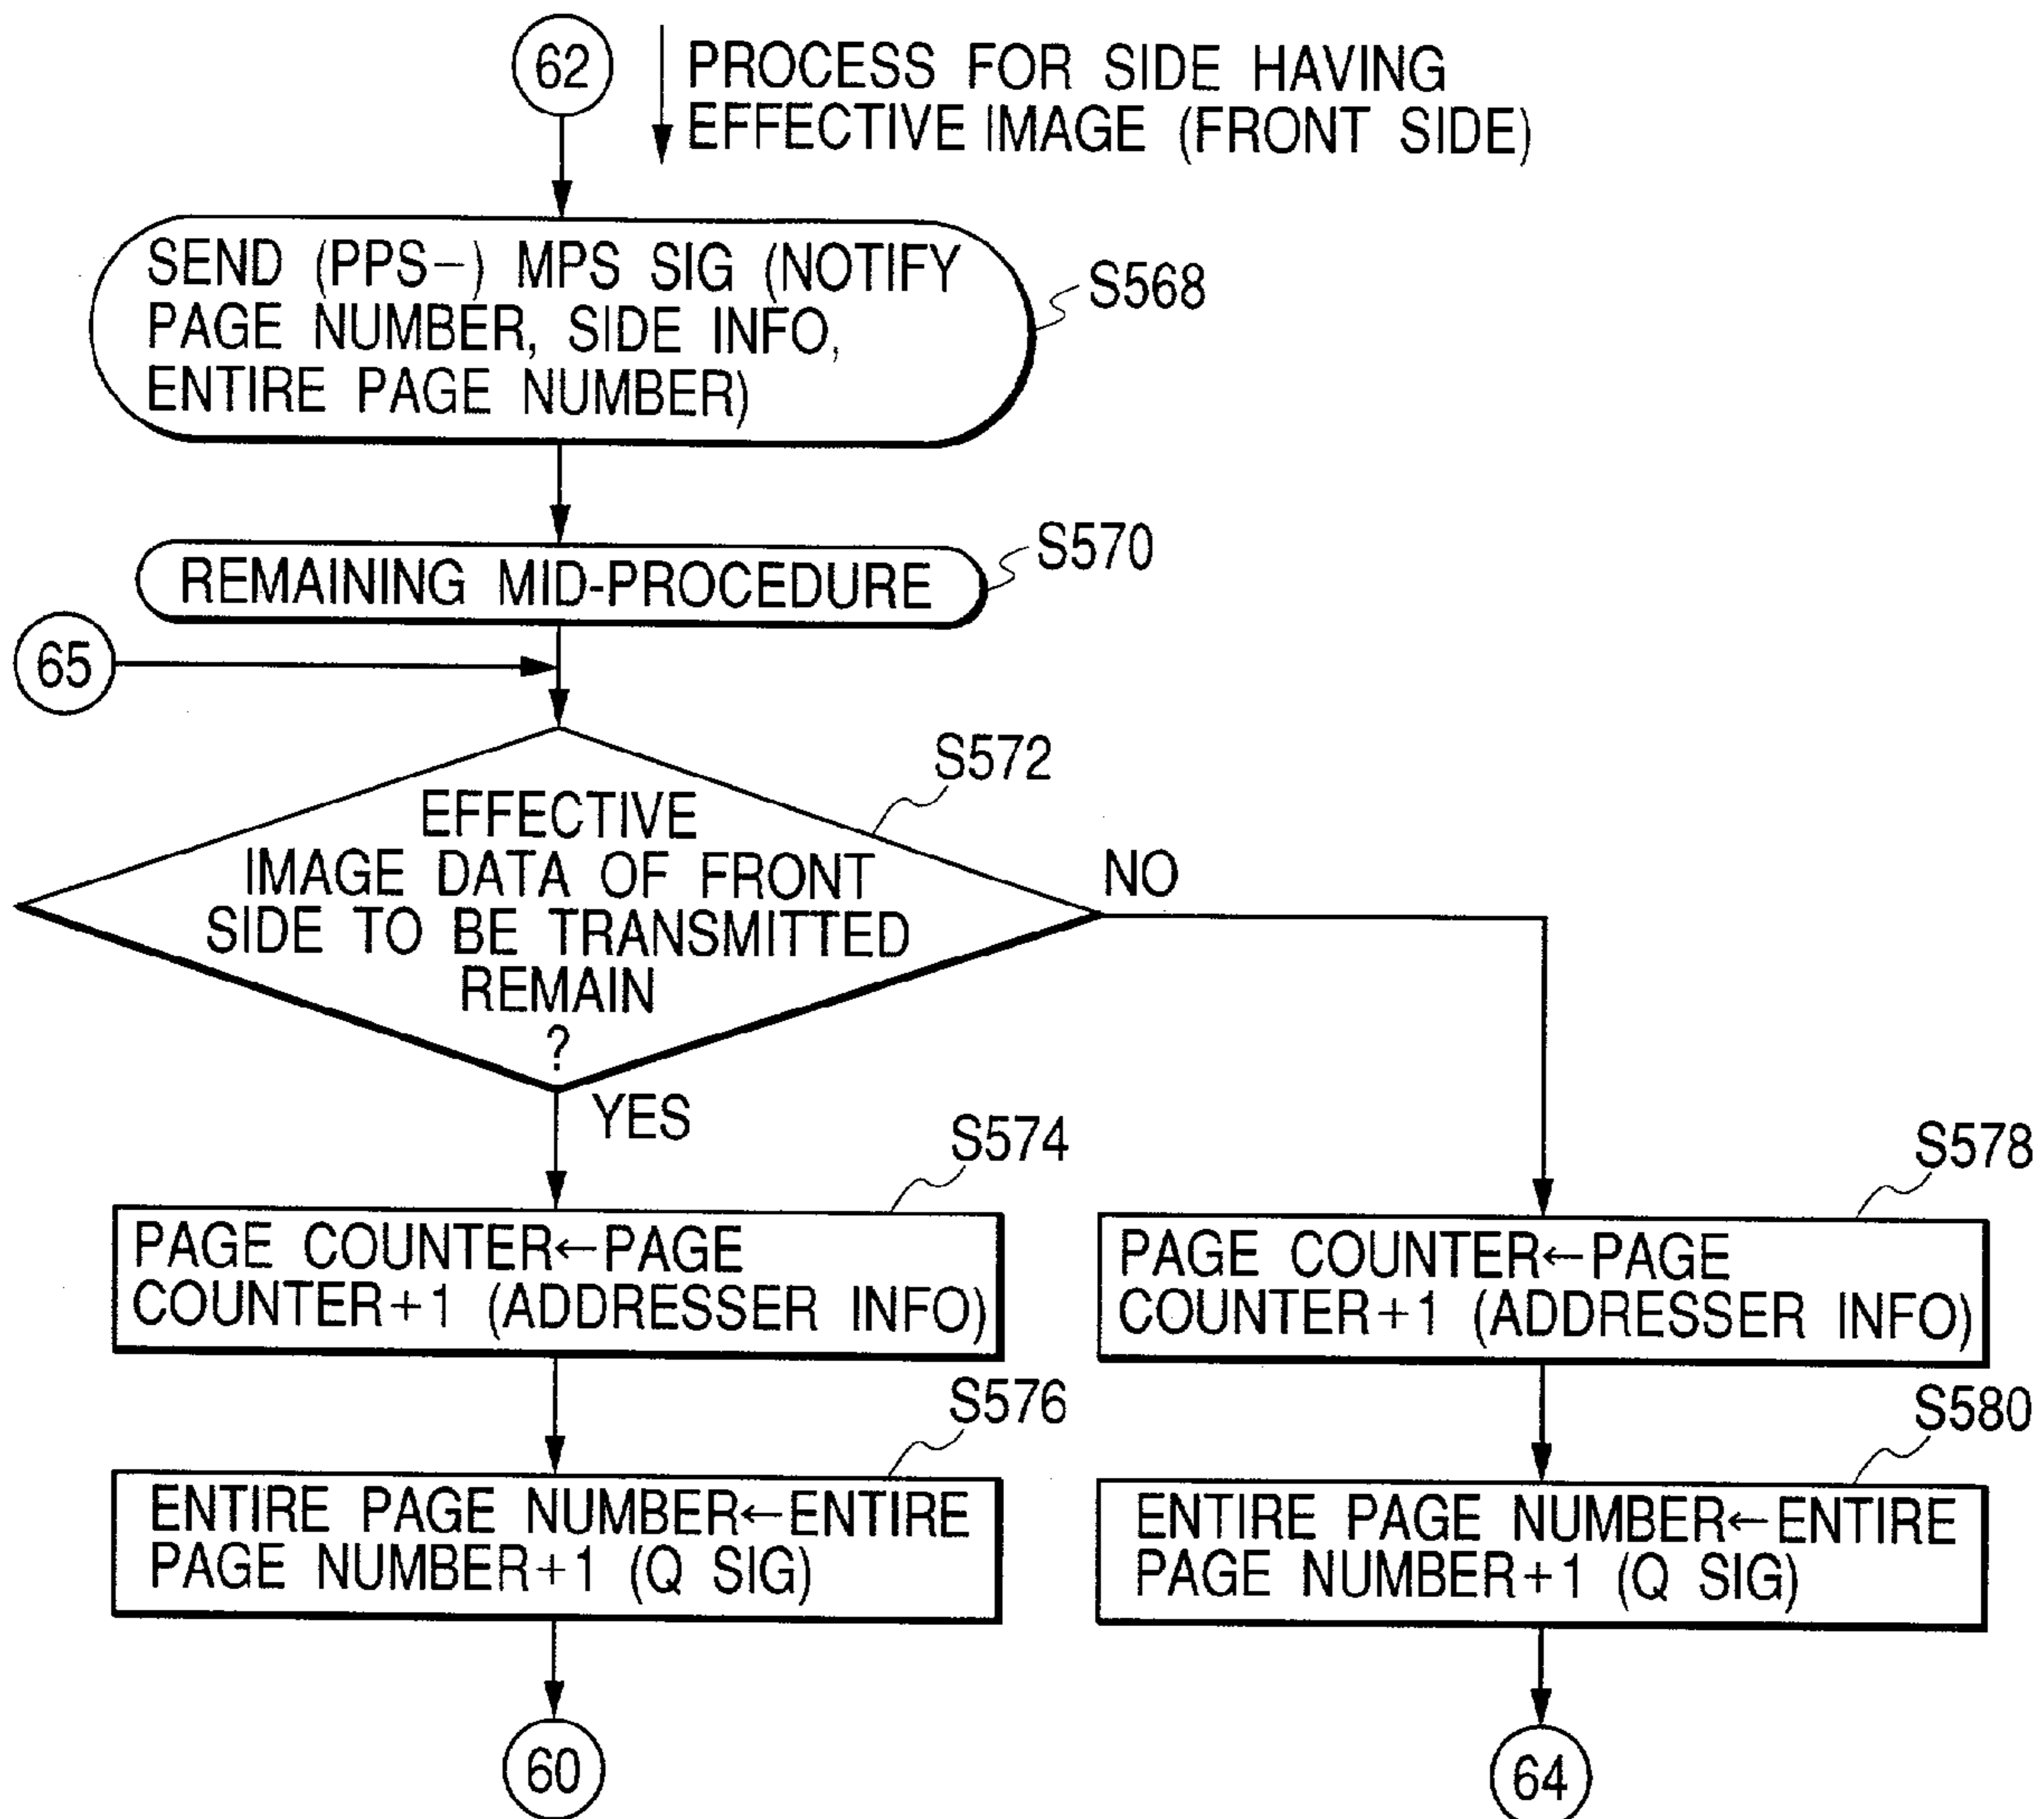 62
PROCESS FOR SIDE HAVING
EFFECTIVE IMAGE (FRONT SIDE)
SEND (PPS-) MPS SIG (NOTIFY
PAGE NUMBER, SIDE INFO,
ENTIRE PAGE NUMBER)
S568
REMAINING MID-PROCEDURE
S570
65
S572
EFFECTIVE
IMAGE DATA OF FRONT
SIDE TO BE TRANSMITTED
REMAIN
?
NO
YES
S574
PAGE COUNTER←PAGE
COUNTER+1 (ADDRESSER INFO)
S578
PAGE COUNTER←PAGE
COUNTER+1 (ADDRESSER INFO)
S576
ENTIRE PAGE NUMBER←ENTIRE
PAGE NUMBER+1 (Q SIG)
S580
ENTIRE PAGE NUMBER←ENTIRE
PAGE NUMBER+1 (Q SIG)
60
64